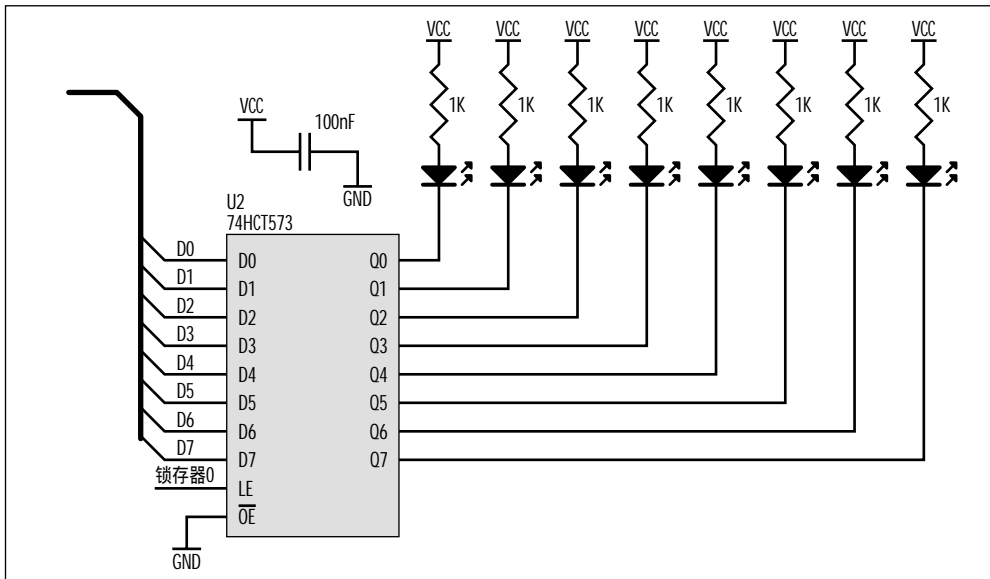 VCC VCC VCC VCC VCC VCC VCC VCC
1K 1K 1K 1K 1K 1K 1K 1K
VCC
100nF
GND
U2
74HCT573
D0 D0 Q0
D1 D1 Q1
D2 D2 Q2
D3 D3 Q3
D4 D4 Q4
D5 D5 Q5
D6 D6 Q6
D7 D7 Q7
锁存器0 LE
OE
GND